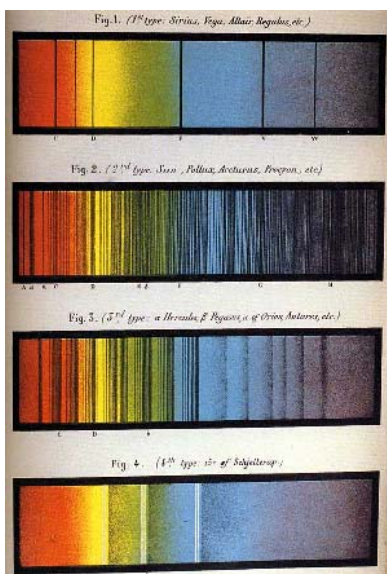 Fig. 1. (1st type: Sirius, Vega, Altair, Regulus, etc.)
C D F V W
Fig. 2. (2nd type: Sun, Pollux, Arcturus, Procyon, etc)
A B C D E b F G H
Fig. 3. (3rd type: α Hercules, β Pegasus, α of Orion, Antares, etc.)
C D
Fig. 4. (4th type: 152 of Schjellerup.)